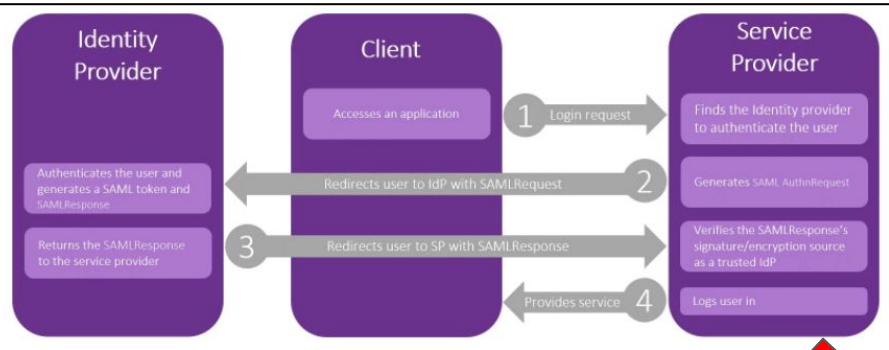 Identity
Provider
Client
Service
Provider
Accesses an application
1
Login request
Finds the Identity provider
to authenticate the user
Authenticates the user and
generates a SAML token and
SAMLResponse
Redirects user to IdP with SAMLRequest
2
Generates SAML AuthnRequest
Returns the SAMLResponse
to the service provider
3
Redirects user to SP with SAMLResponse
Verifies the SAMLResponse's
signature/encryption source
as a trusted IdP
Provides service
4
Logs user in